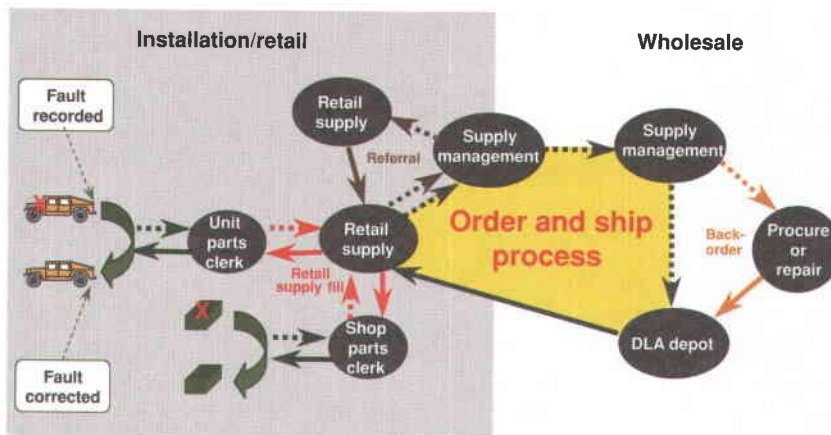 Installation/retail
Wholesale
Fault
recorded
Retail
supply
Supply
management
Supply
management
Referral
Unit
parts
clerk
Retail
supply
Order and ship
process
Back-
order
Procure
or
repair
Retail
supply fill
X
X
Shop
parts
clerk
DLA depot
Fault
corrected